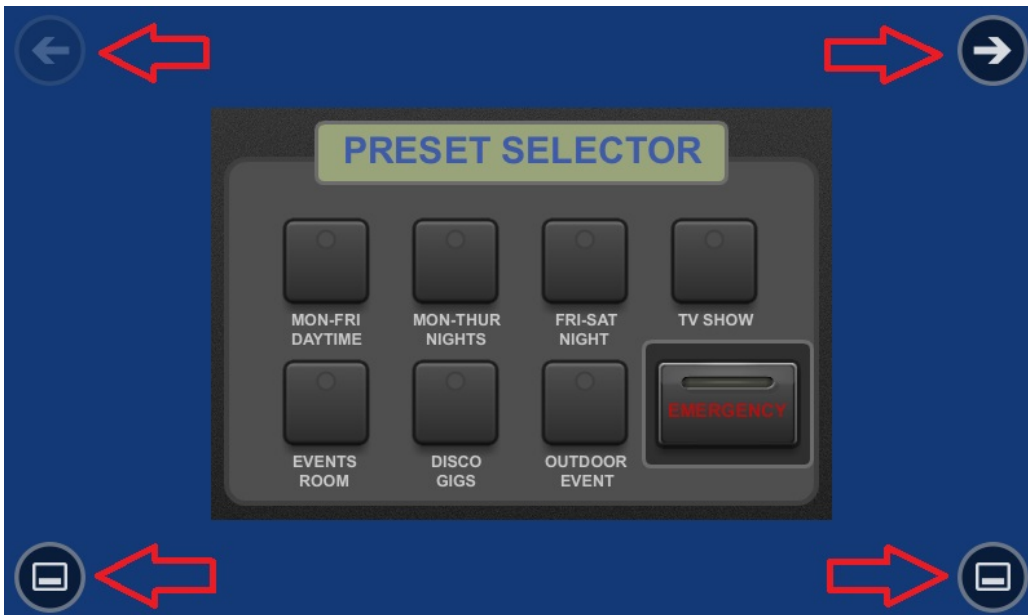 PRESET SELECTOR
MON-FRI
DAYTIME
MON-THUR
NIGHTS
FRI-SAT
NIGHT
TV SHOW
EVENTS
ROOM
DISCO
GIGS
OUTDOOR
EVENT
EMERGENCY